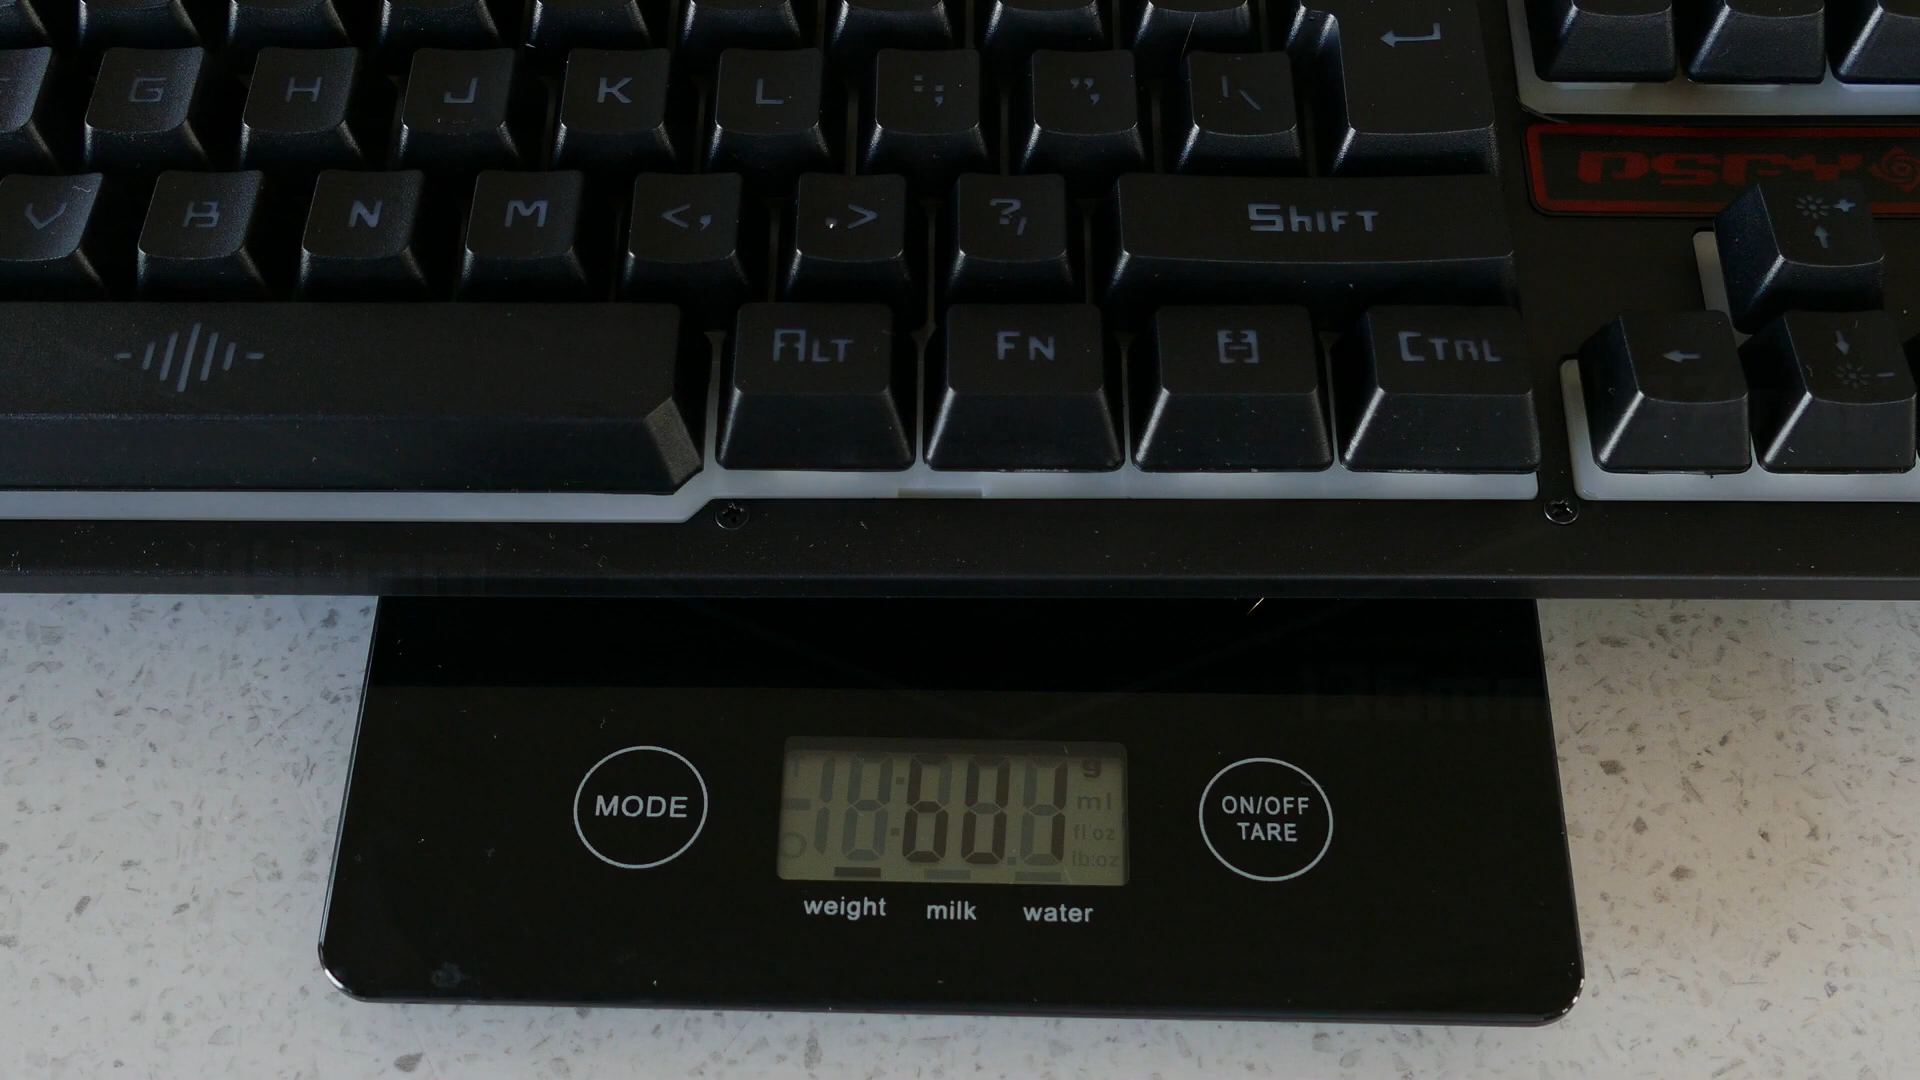 G H J K L :; ", |\
V B N M <, .> ?/ SHIFT
ALT FN CTRL
MODE
g
ml
fl'oz
lb:oz
ON/OFF
TARE
weight milk water